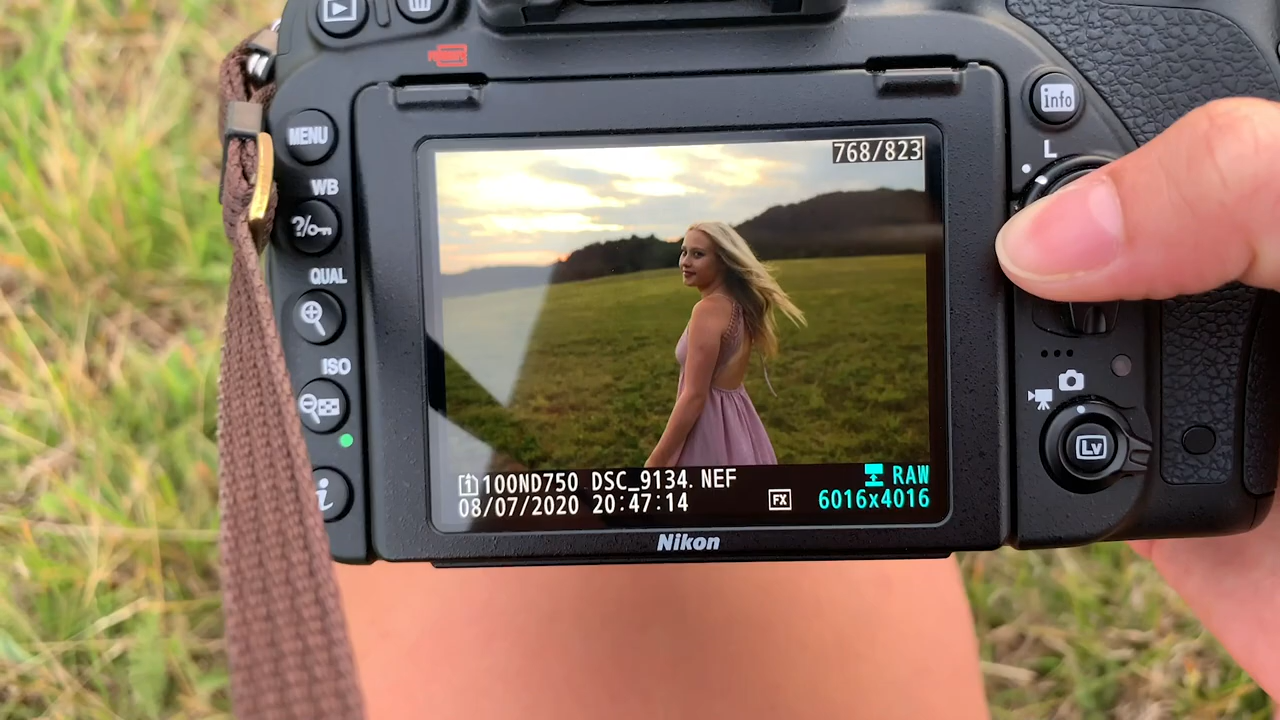 info
MENU
L
768/823
WB
?
QUAL
ISO
i
Lv
100ND750 DSC_9134.NEF
RAW
08/07/2020 20:47:14
FX
6016x4016
Nikon